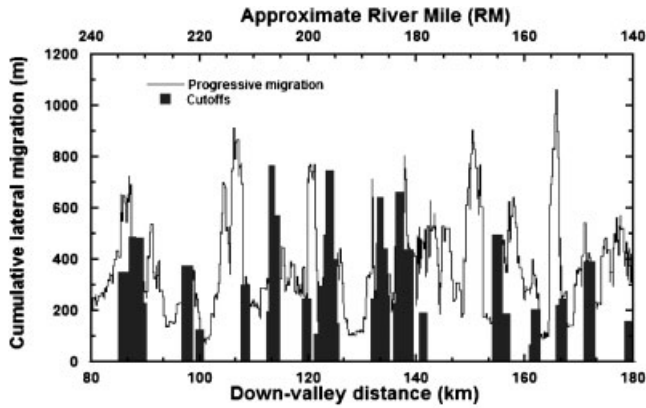 Approximate River Mile (RM)
240 220 200 180 160 140
Cumulative lateral migration (m)
1200
1000
800
600
400
200
0
Progressive migration
Cutoffs
80 100 120 140 160 180
Down-valley distance (km)